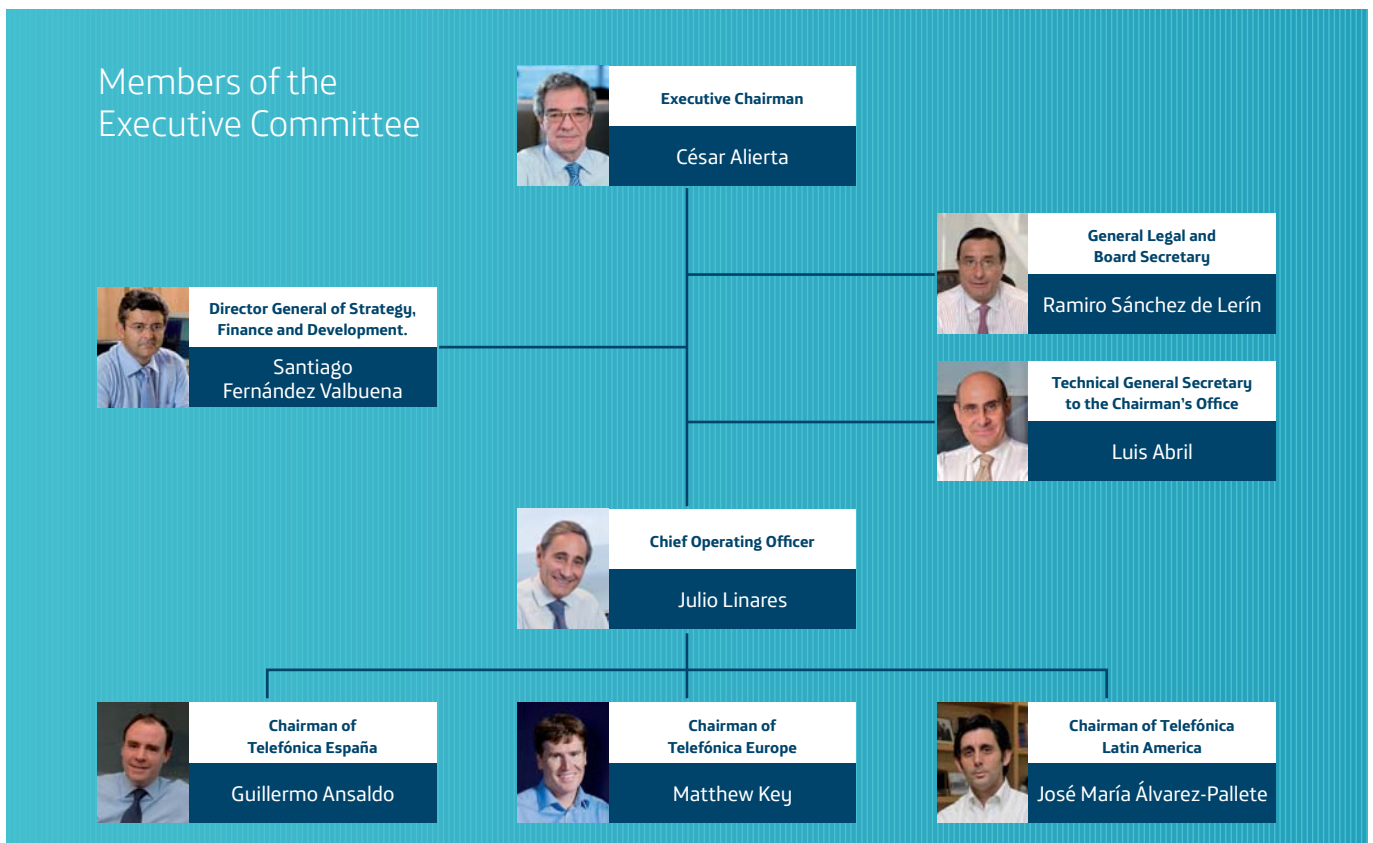 Members of the
Executive Committee
Executive Chairman
César Alierta
General Legal and
Board Secretary
Ramiro Sánchez de Lerín
Director General of Strategy,
Finance and Development.
Santiago
Fernández Valbuena
Technical General Secretary
to the Chairman's Office
Luis Abril
Chief Operating Officer
Julio Linares
Chairman of
Telefónica España
Guillermo Ansaldo
Chairman of
Telefónica Europe
Matthew Key
Chairman of Telefónica
Latin America
José María Álvarez-Pallete